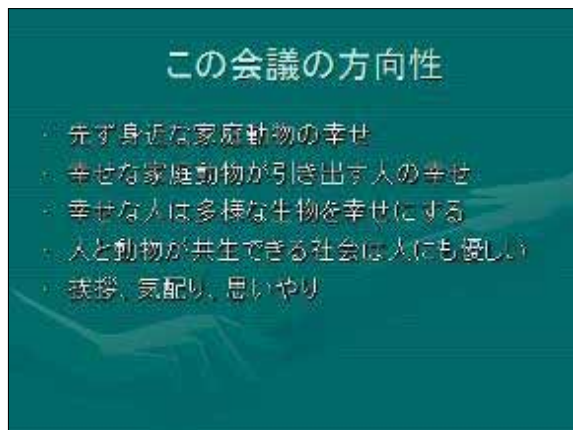 この会議の方向性
・ 先ず身近な家庭動物の幸せ
・ 幸せな家庭動物が引き出す人の幸せ
・ 幸せな人は多様な生物を幸せにする
・ 人と動物が共生できる社会は人にも優しい
・ 挨拶、気配り、思いやり